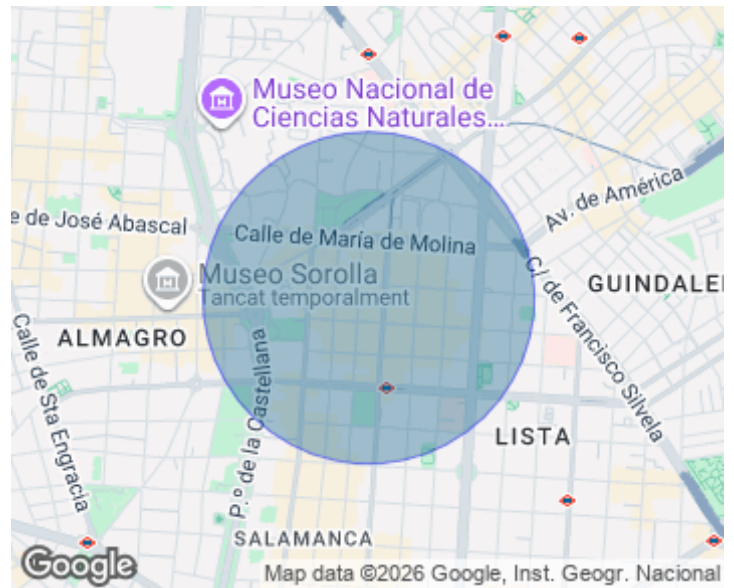 Museo Nacional de
Ciencias Naturales...
e de José Abascal
Av. de América
Calle de María de Molina
Museo Sorolla
Tancat temporalment
C/ de Francisco Silvela
GUINDALE
ALMAGRO
Calle de Sta Engracia
P.º de la Castellana
LISTA
SALAMANCA
Google
Map data ©2026 Google, Inst. Geogr. Nacional